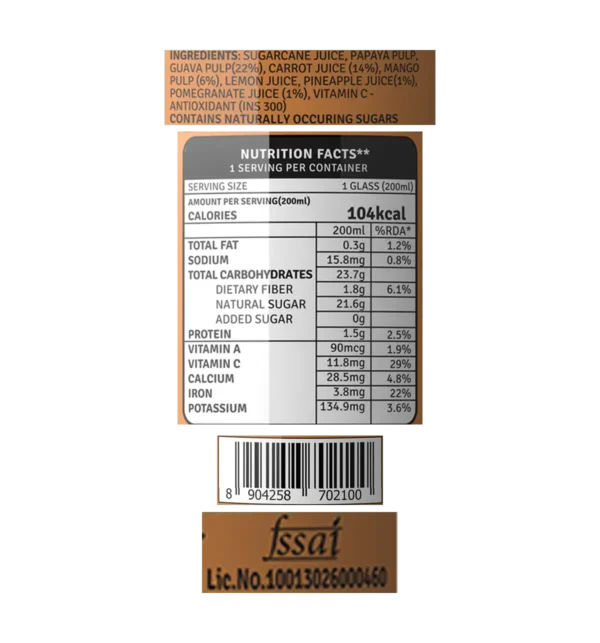 INGREDIENTS: SUGARCANE JUICE, PAPAYA PULP,
GUAVA PULP(22%), CARROT JUICE (14%), MANGO
PULP (6%), LEMON JUICE, PINEAPPLE JUICE(1%),
POMEGRANATE JUICE (1%), VITAMIN C -
ANTIOXIDANT (INS 300)
CONTAINS NATURALLY OCCURING SUGARS
NUTRITION FACTS**
1 SERVING PER CONTAINER
SERVING SIZE 1 GLASS (200ml)
AMOUNT PER SERVING(200ml)
CALORIES 104kcal
200ml %RDA*
TOTAL FAT 0.3g 1.2%
SODIUM 15.8mg 0.8%
TOTAL CARBOHYDRATES 23.7g
DIETARY FIBER 1.8g 6.1%
NATURAL SUGAR 21.6g
ADDED SUGAR 0g
PROTEIN 1.5g 2.5%
VITAMIN A 90mcg 1.9%
VITAMIN C 11.8mg 29%
CALCIUM 28.5mg 4.8%
IRON 3.8mg 22%
POTASSIUM 134.9mg 3.6%
8 904258 702100
fssai
Lic.No.10013026000460